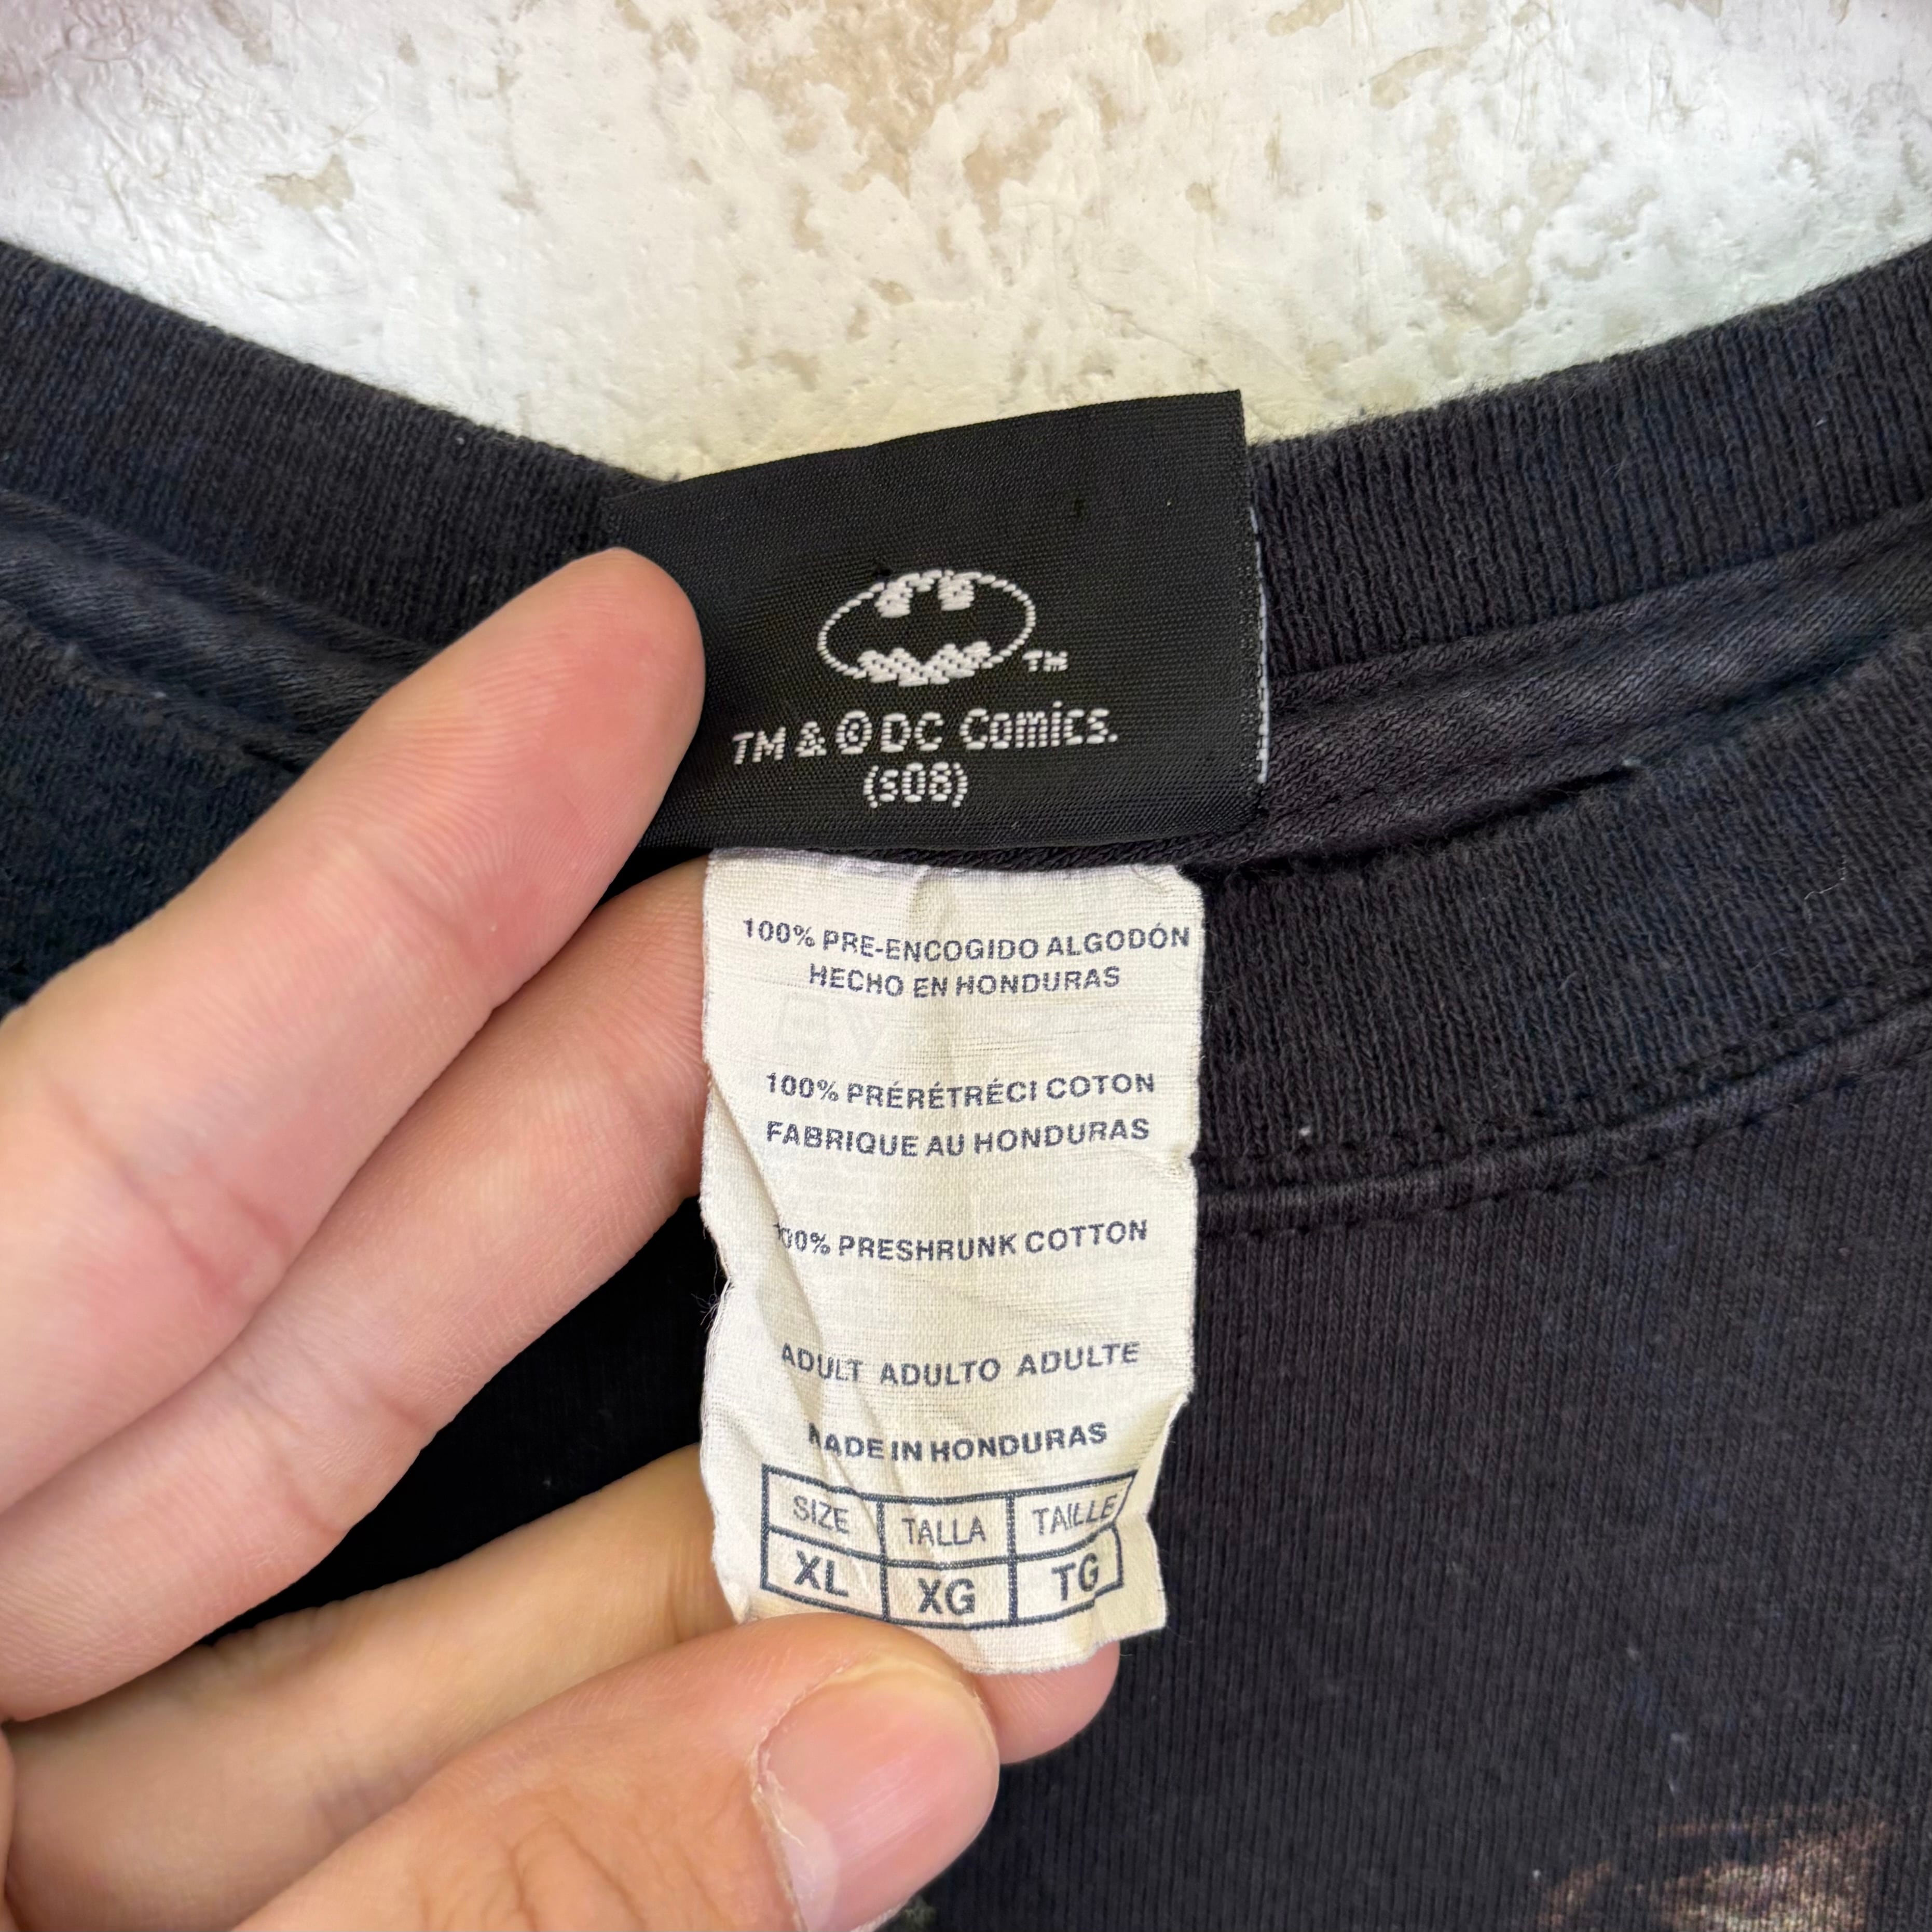 TM
TM & © DC Comics.
(s08)
100% PRE-ENCOGIDO ALGODÓN
HECHO EN HONDURAS
100% PRÉRÉTRÉCI COTON
FABRIQUE AU HONDURAS
100% PRESHRUNK COTTON
ADULT ADULTO ADULTE
MADE IN HONDURAS
SIZE TALLA TAILLE
XL XG TG